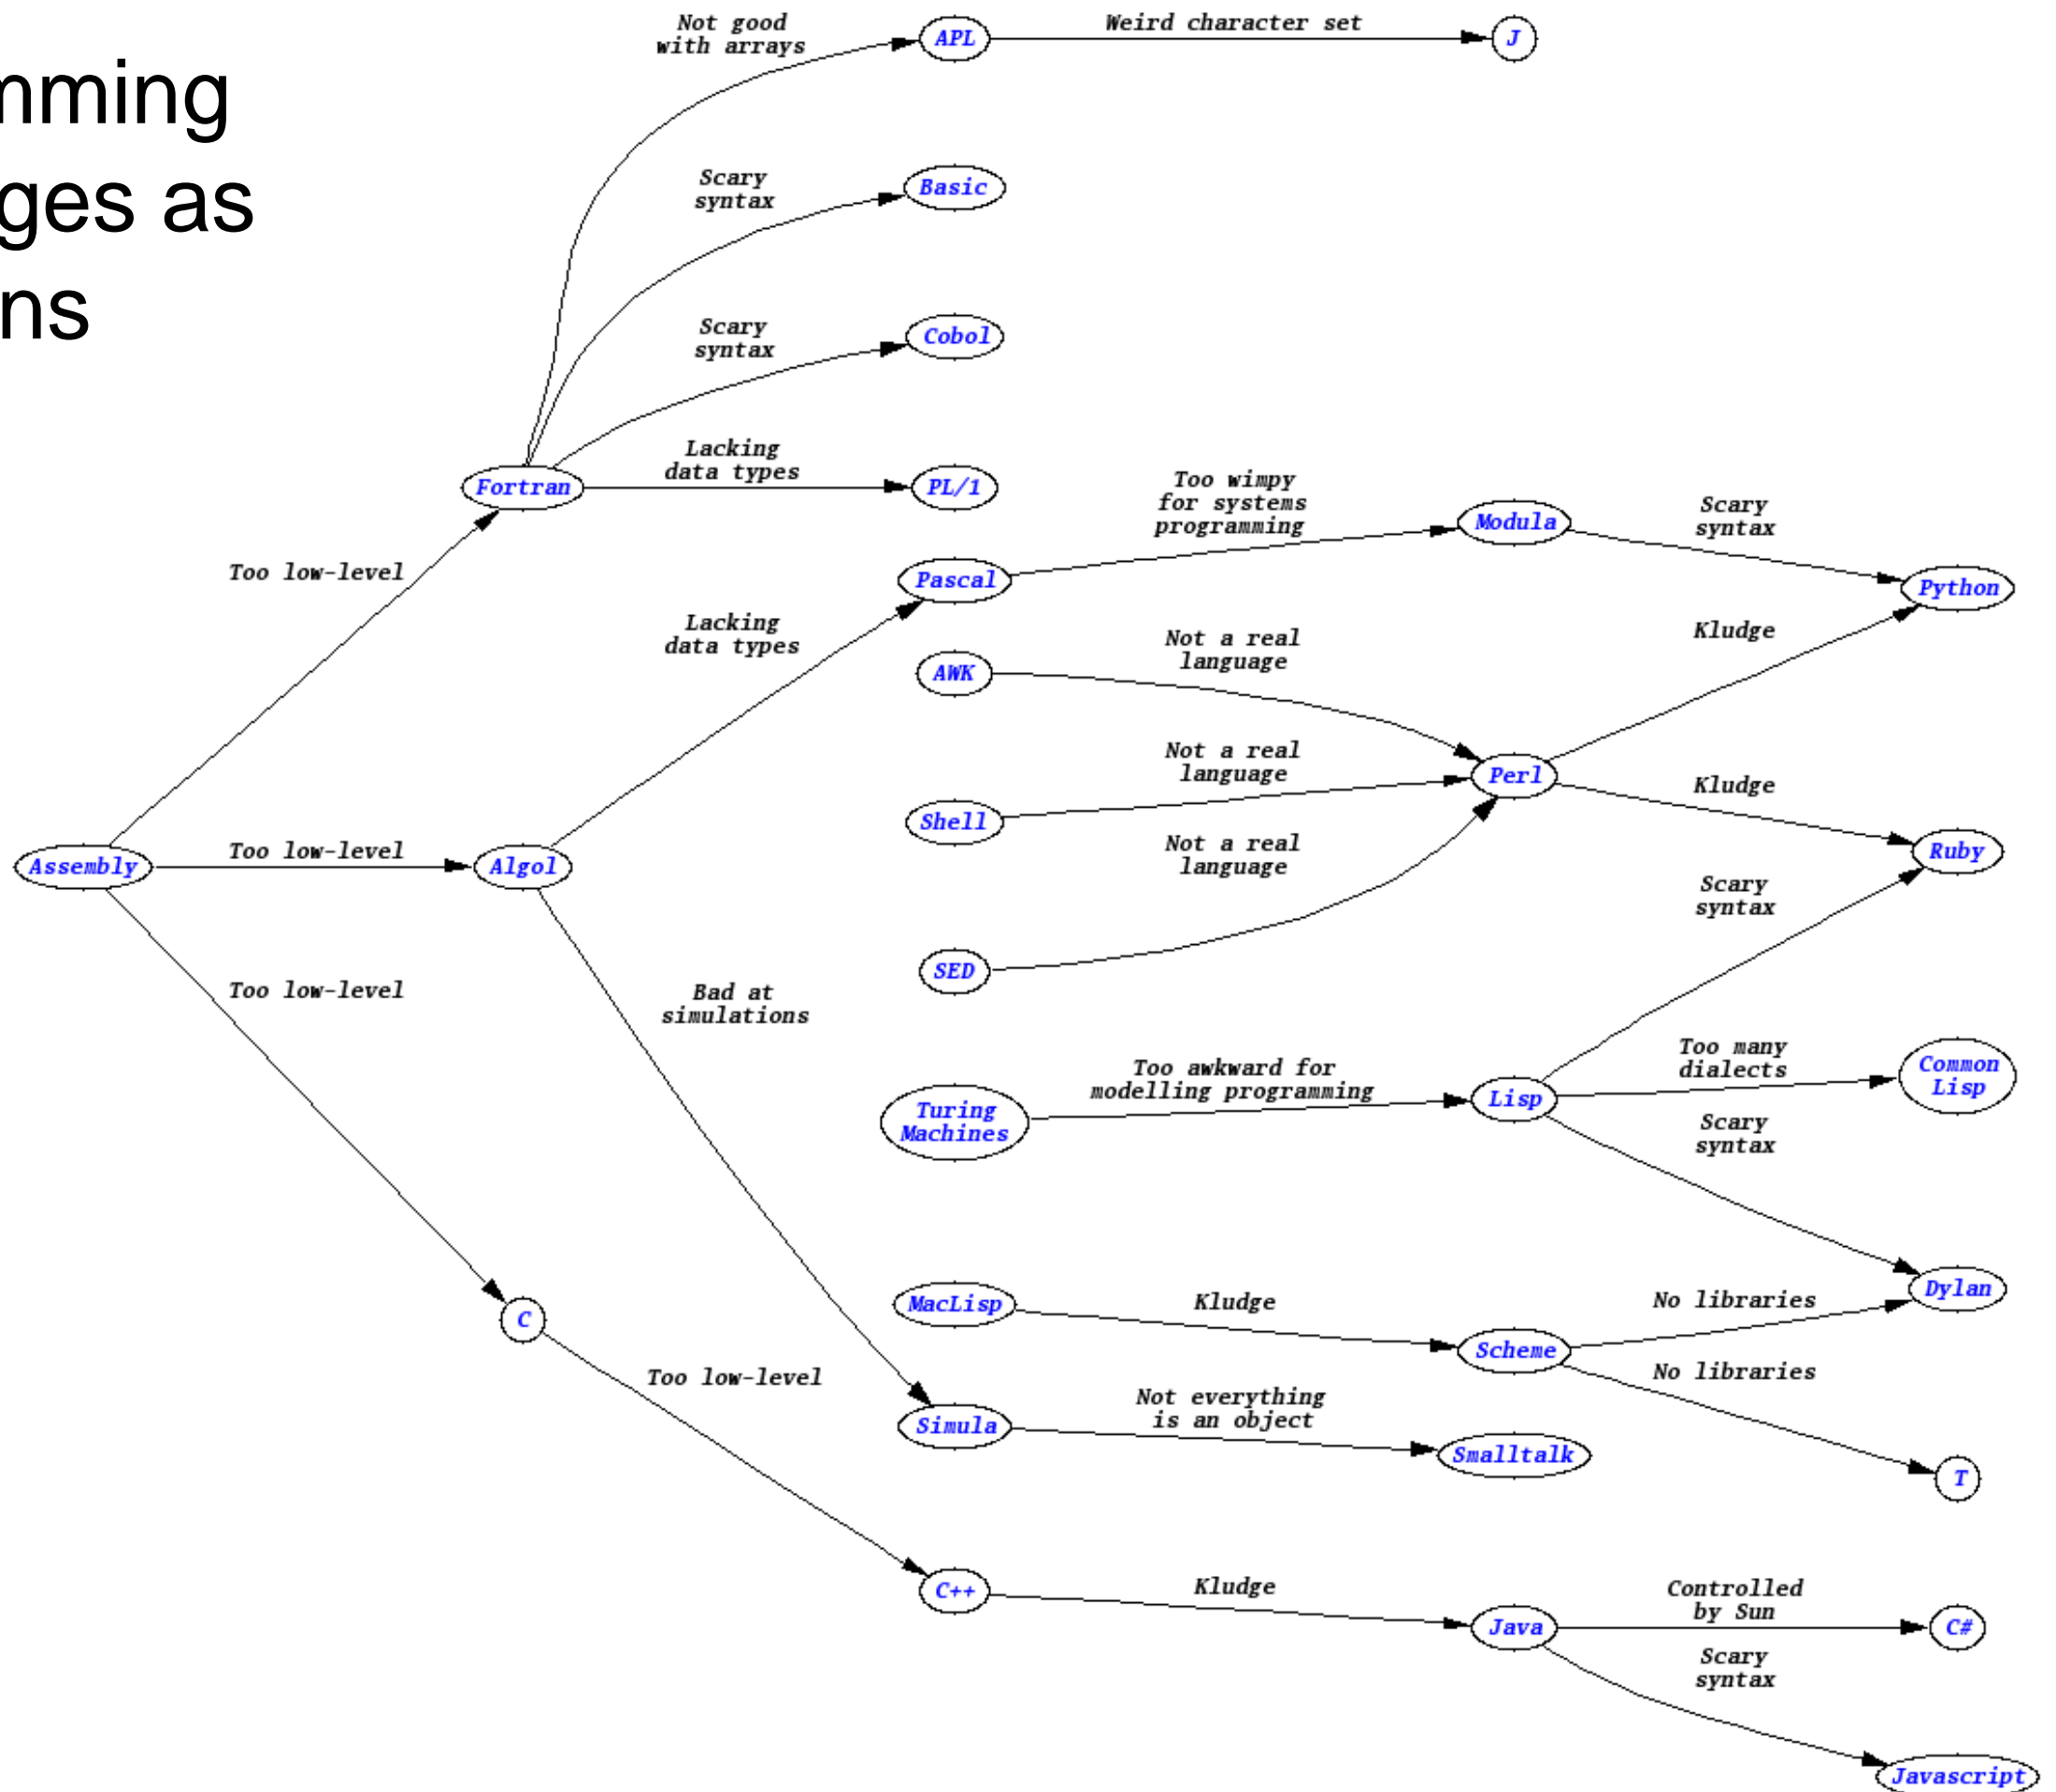 mming
ges as
ns
Not good
with arrays
APL
Weird character set
J
Scary
syntax
Basic
Scary
syntax
Cobol
Lacking
data types
Fortran
PL/1
Too wimpy
for systems
programming
Modula
Scary
syntax
Too low-level
Pascal
Python
Lacking
data types
Kludge
AWK
Not a real
language
Not a real
language
Perl
Kludge
Shell
Not a real
language
Ruby
Assembly
Too low-level
Algol
Scary
syntax
SED
Too low-level
Bad at
simulations
Too awkward for
modelling programming
Turing
Machines
Lisp
Too many
dialects
Common
Lisp
Scary
syntax
Dylan
MacLisp
Kludge
Scheme
No libraries
No libraries
C
Too low-level
Simula
Not everything
is an object
Smalltalk
T
C++
Kludge
Java
Controlled
by Sun
C#
Scary
syntax
Javascript